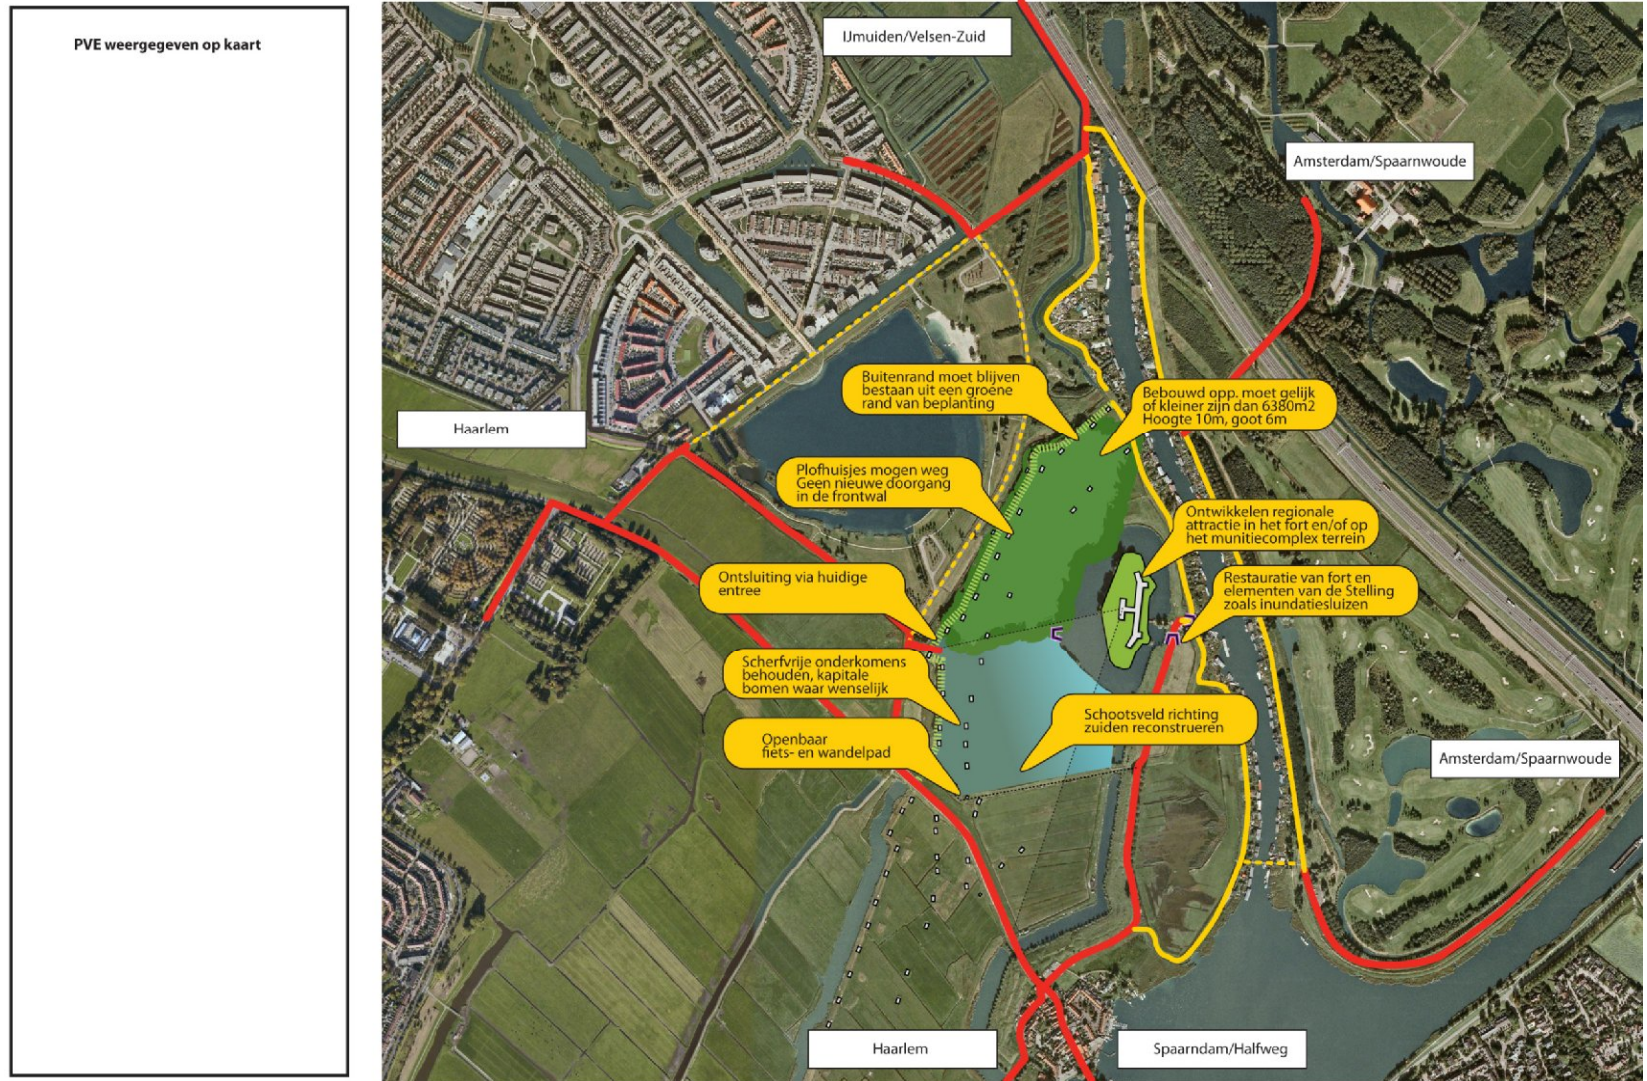 PVE weergegeven op kaart
IJmuiden/Velsen-Zuid
Amsterdam/Spaarnwoude
Haarlem
Buitenrand moet blijven
bestaan uit een groene
rand van beplanting
Bebouwd opp. moet gelijk
of kleiner zijn dan 6380m2
Hoogte 10m, goot 6m
Plofhuisjes mogen weg
Geen nieuwe doorgang
in de frontwal
Ontwikkelen regionale
attractie in het fort en/of op
het munitiecomplex terrein
Ontsluiting via huidige
entree
Restauratie van fort en
elementen van de Stelling
zoals inundatiesluizen
Scherfvrije onderkomens
behouden, kapitale
bomen waar wenselijk
Schootsveld richting
zuiden reconstrueren
Openbaar
fiets- en wandelpad
Amsterdam/Spaarnwoude
Haarlem
Spaarndam/Halfweg